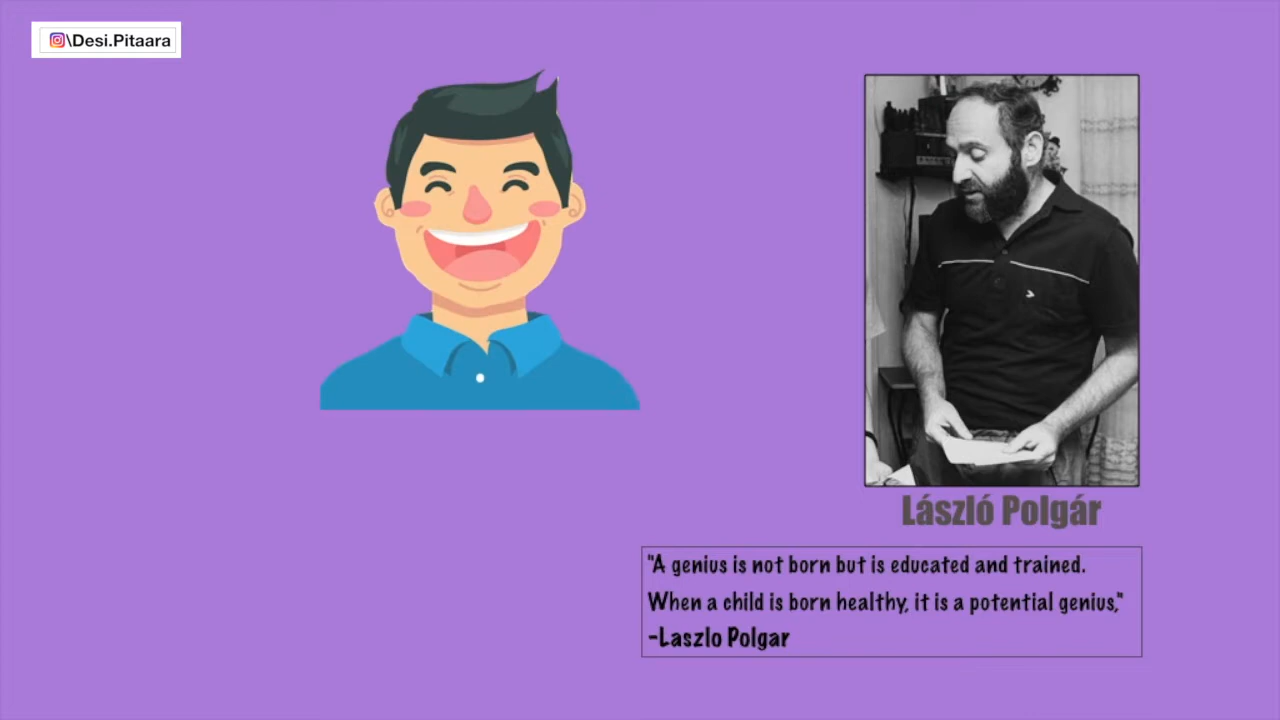 \Desi.Pitaara
László Polgár
"A genius is not born but is educated and trained.
When a child is born healthy, it is a potential genius,"
-Laszlo Polgar